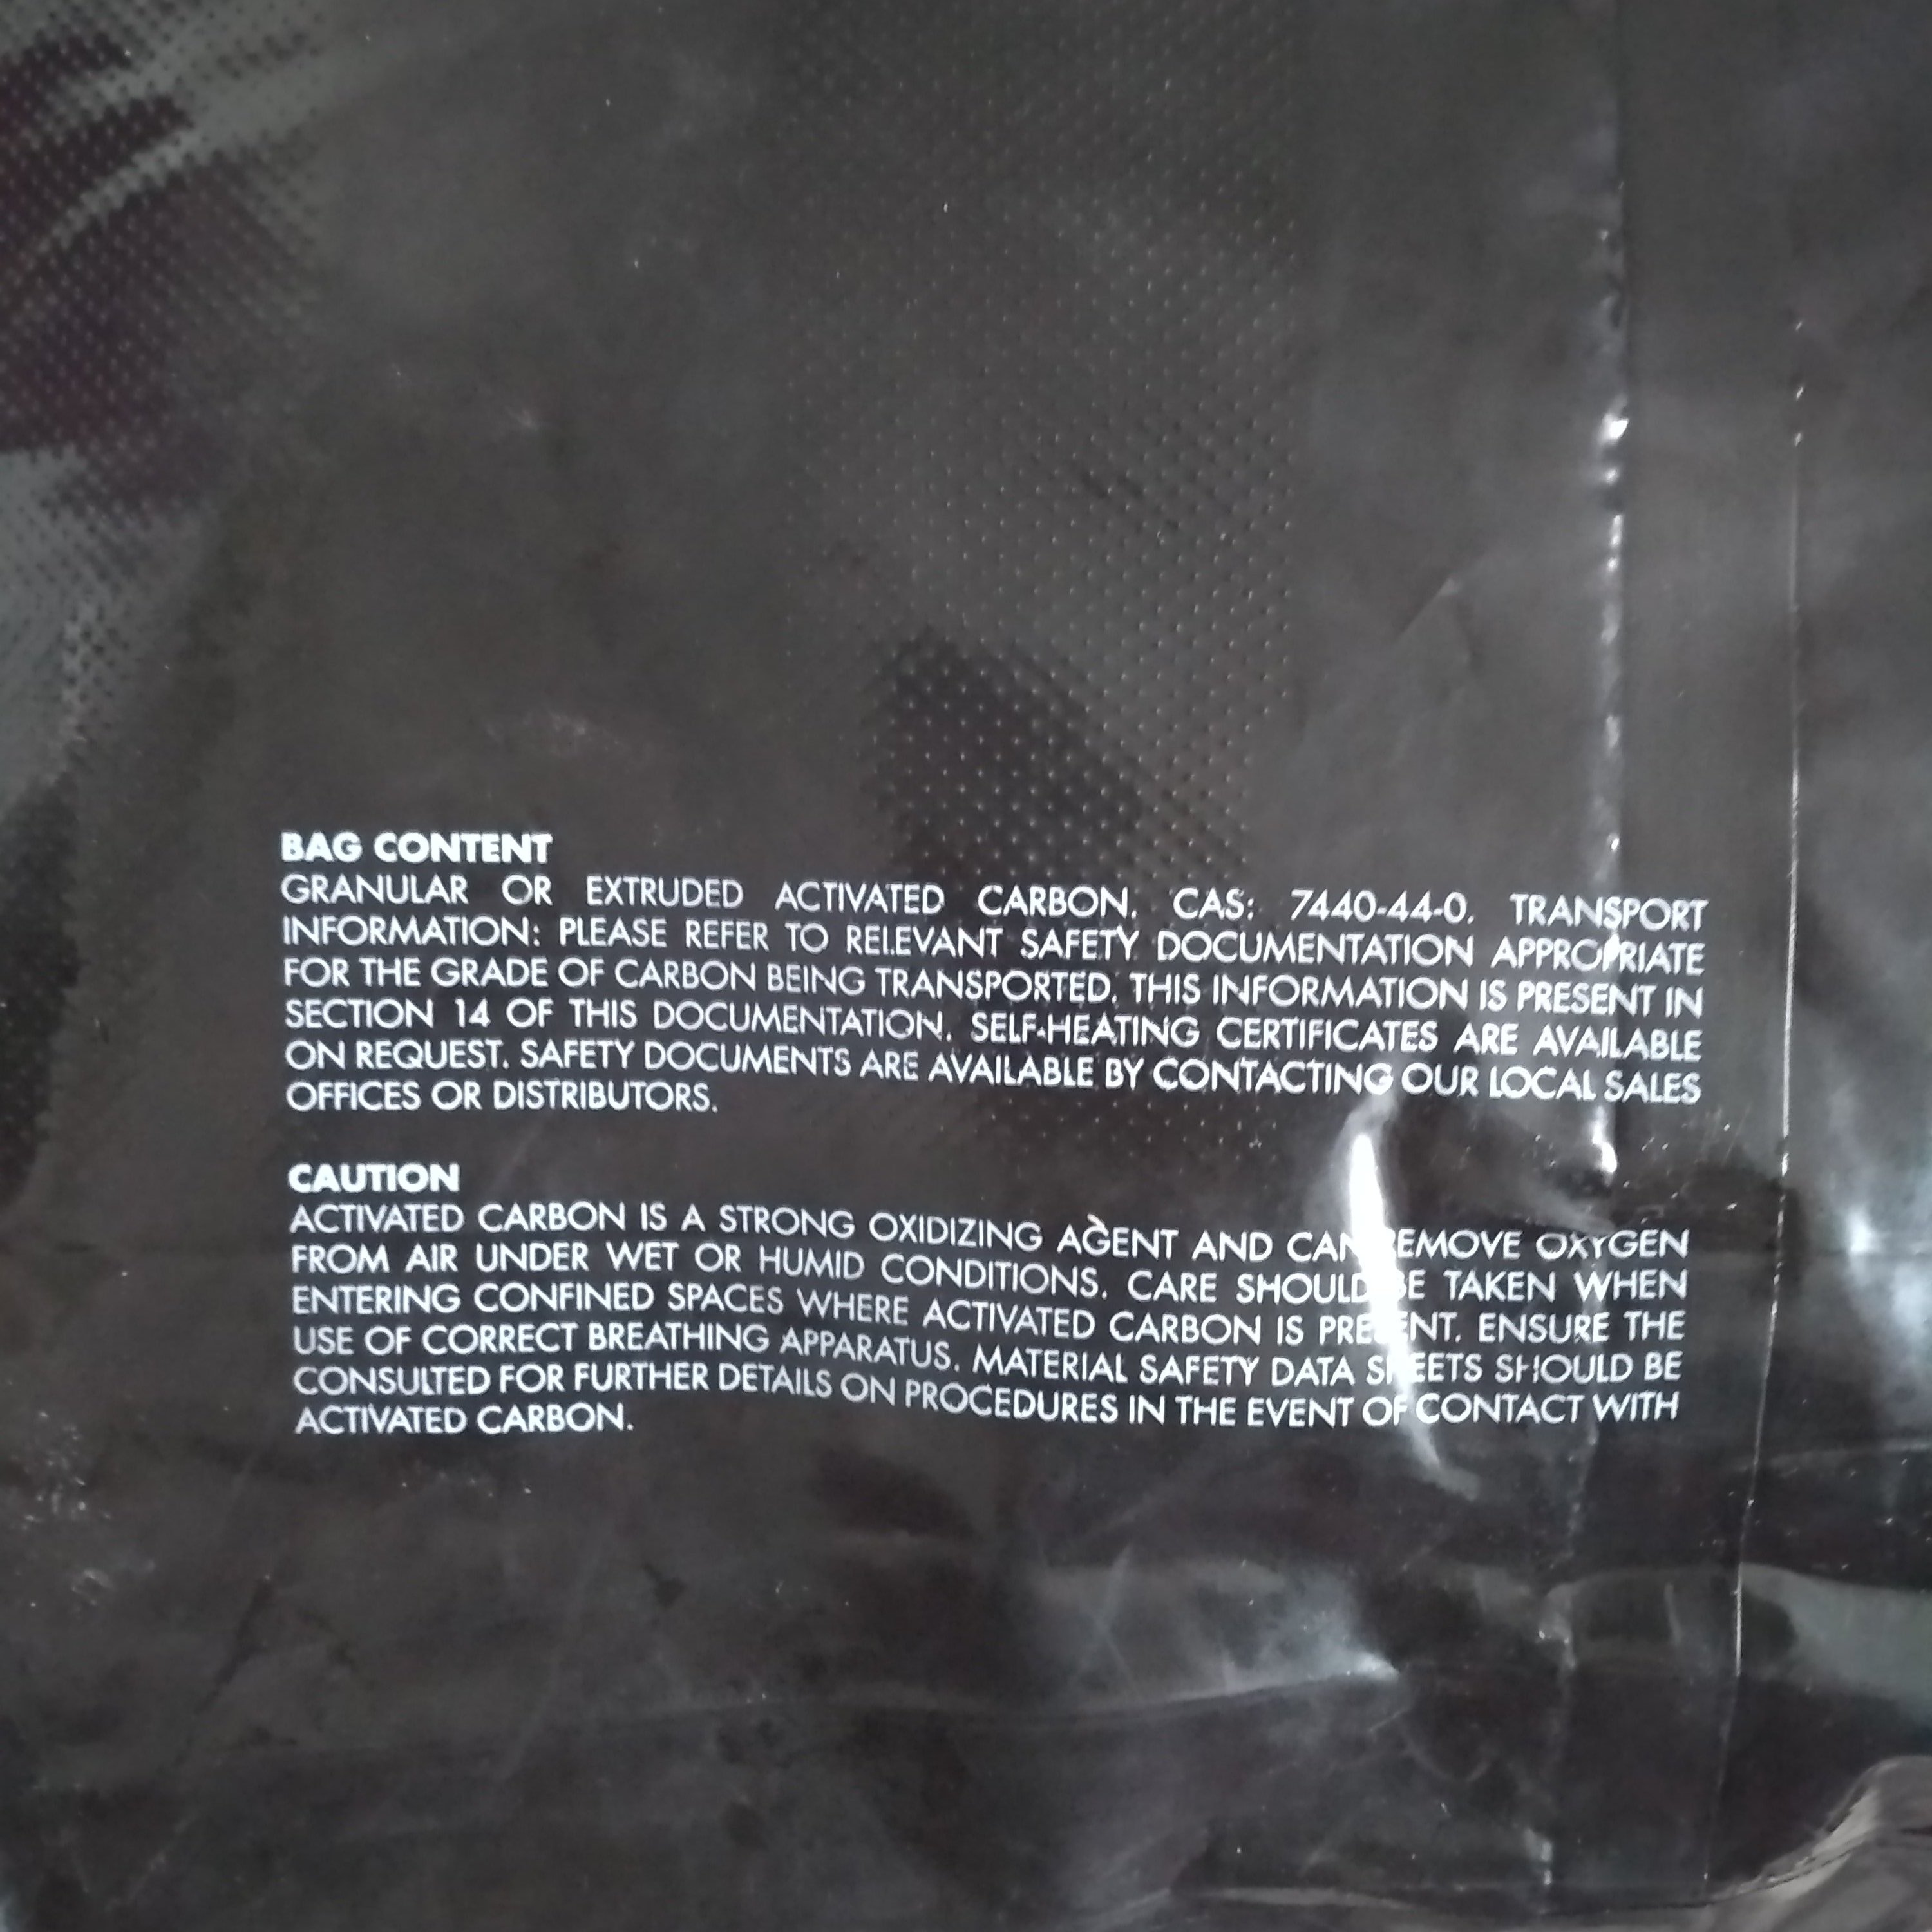 BAG CONTENT
GRANULAR OR EXTRUDED ACTIVATED CARBON. CAS: 7440-44-0. TRANSPORT
INFORMATION: PLEASE REFER TO RELEVANT SAFETY DOCUMENTATION APPROPRIATE
FOR THE GRADE OF CARBON BEING TRANSPORTED. THIS INFORMATION IS PRESENT IN
SECTION 14 OF THIS DOCUMENTATION. SELF-HEATING CERTIFICATES ARE AVAILABLE
ON REQUEST. SAFETY DOCUMENTS ARE AVAILABLE BY CONTACTING OUR LOCAL SALES
OFFICES OR DISTRIBUTORS.
CAUTION
ACTIVATED CARBON IS A STRONG OXIDIZING AGENT AND CAN REMOVE OXYGEN
FROM AIR UNDER WET OR HUMID CONDITIONS. CARE SHOULD BE TAKEN WHEN
ENTERING CONFINED SPACES WHERE ACTIVATED CARBON IS PRESENT. ENSURE THE
USE OF CORRECT BREATHING APPARATUS. MATERIAL SAFETY DATA SHEETS SHOULD BE
CONSULTED FOR FURTHER DETAILS ON PROCEDURES IN THE EVENT OF CONTACT WITH
ACTIVATED CARBON.